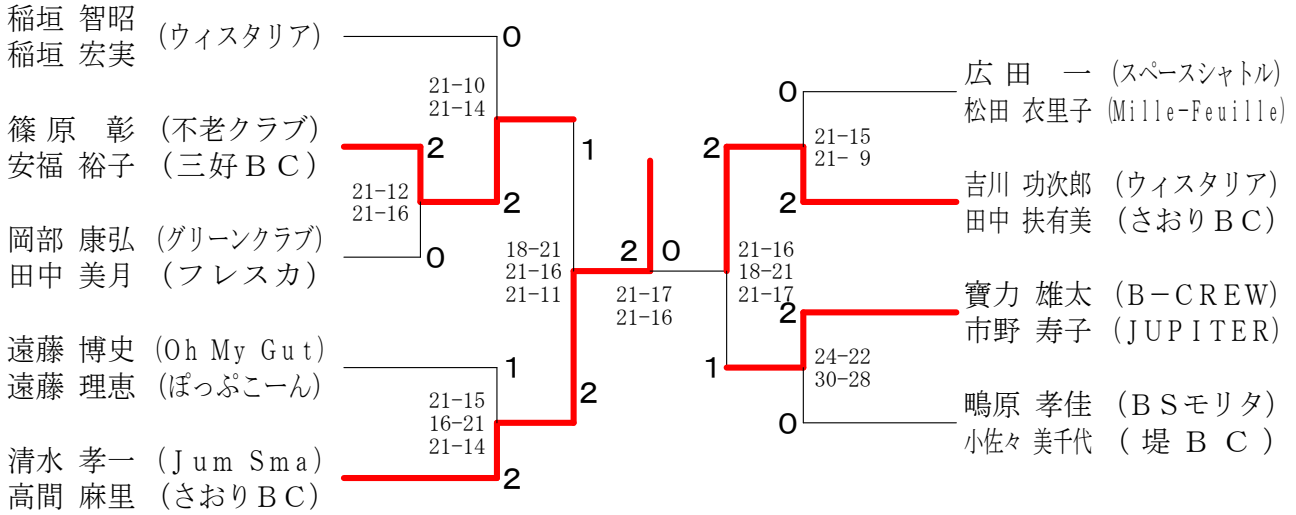 稲垣 智昭
稲垣 宏実
(ウィスタリア)
0
21-10
21-14
篠原 彰 (不老クラブ)
安福 裕子 (三好BC)
2
21-12
21-16
2
岡部 康弘 (グリーンクラブ)
田中 美月 (フレスカ)
0
1
18-21
21-16
21-11
遠藤 博史 (Oh My Gut)
遠藤 理恵 (ぽっぷこーん)
1
21-15
16-21
21-14
2
清水 孝一 (Jum Sma)
高間 麻里 (さおりBC)
2
2 0
21-17
21-16
広田 一 (スペースシャトル)
松田 衣里子 (Mille-Feuille)
0
21-15
21- 9
2
吉川 功次郎 (ウィスタリア)
田中 扶有美 (さおりBC)
2
21-16
18-21
21-17
寶力 雄太 (B-CREW)
市野 寿子 (JUPITER)
2
24-22
30-28
1
鴫原 孝佳 (BSモリタ)
小佐々 美千代 (堤BC)
0